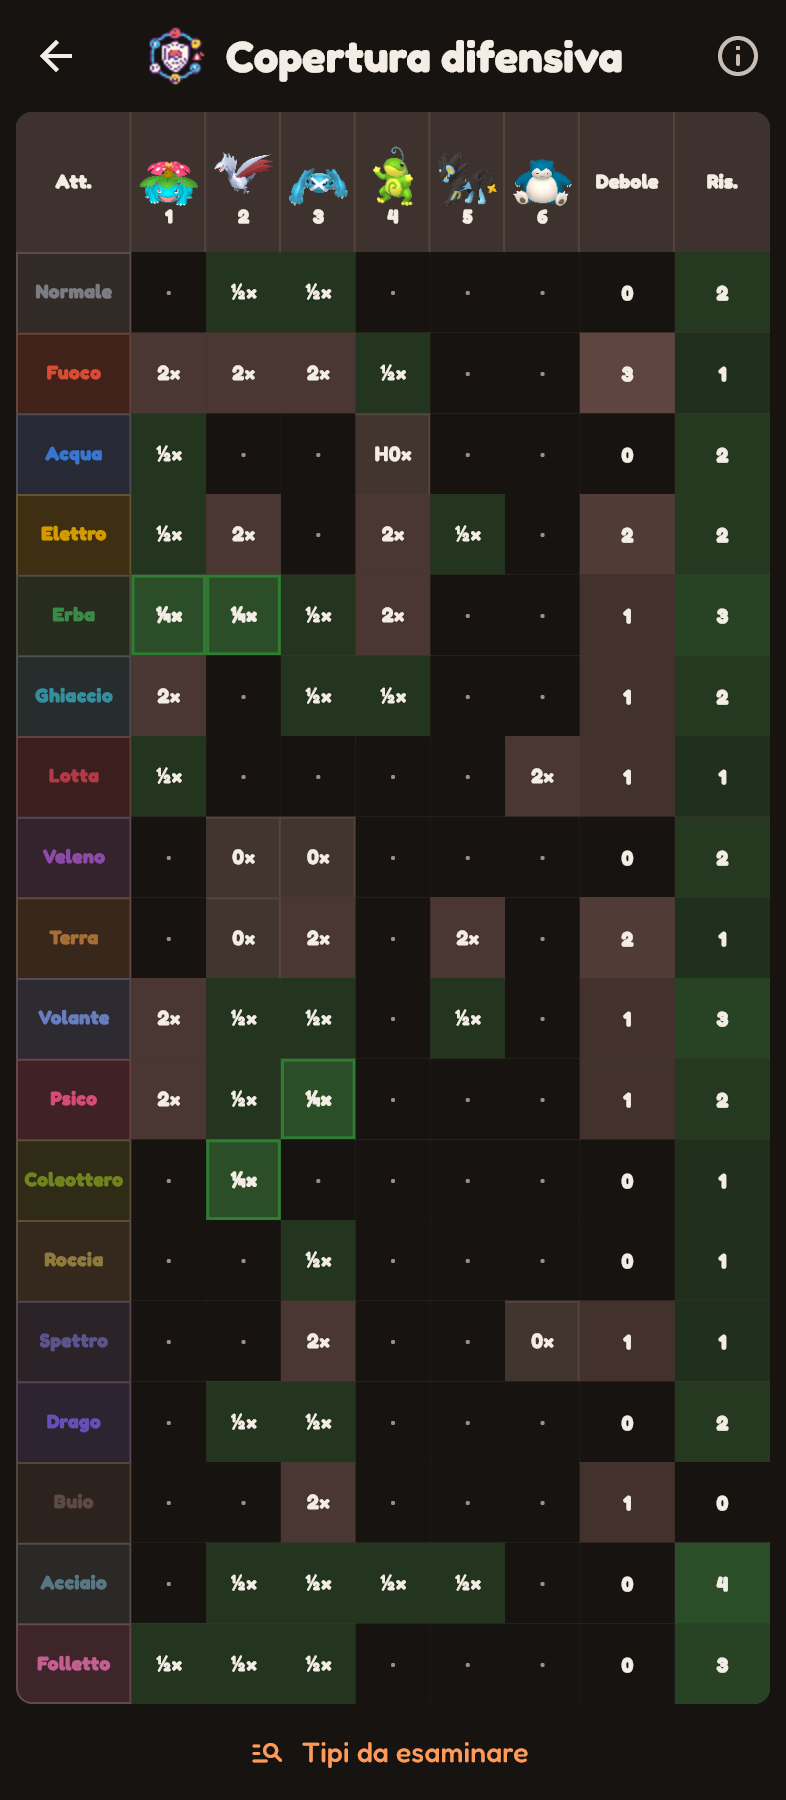 Copertura difensiva
Att. 1 2 3 4 5 6 Debole Ris.
Normale · ½x ½x · · · 0 2
Fuoco 2x 2x 2x ½x · · 3 1
Acqua ½x · · H0x · · 0 2
Elettro ½x 2x · 2x ½x · 2 2
Erba ¼x ¼x ½x 2x · · 1 3
Ghiaccio 2x · ½x ½x · · 1 2
Lotta ½x · · · · 2x 1 1
Veleno · 0x 0x · · · 0 2
Terra · 0x 2x · 2x · 2 1
Volante 2x ½x ½x · ½x · 1 3
Psico 2x ½x ¼x · · · 1 2
Coleottero · ¼x · · · · 0 1
Roccia · · ½x · · · 0 1
Spettro · · 2x · · 0x 1 1
Drago · ½x ½x · · · 0 2
Buio · · 2x · · · 1 0
Acciaio · ½x ½x ½x ½x · 0 4
Folletto ½x ½x ½x · · · 0 3
Tipi da esaminare